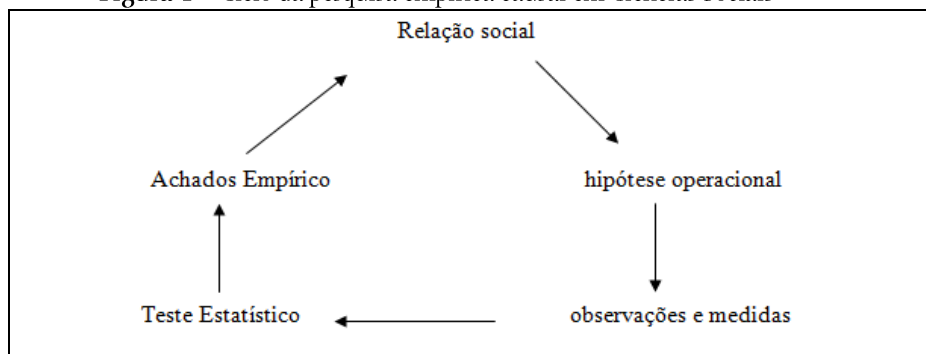 Relação social
Achados Empírico
hipótese operacional
Teste Estatístico
observações e medidas